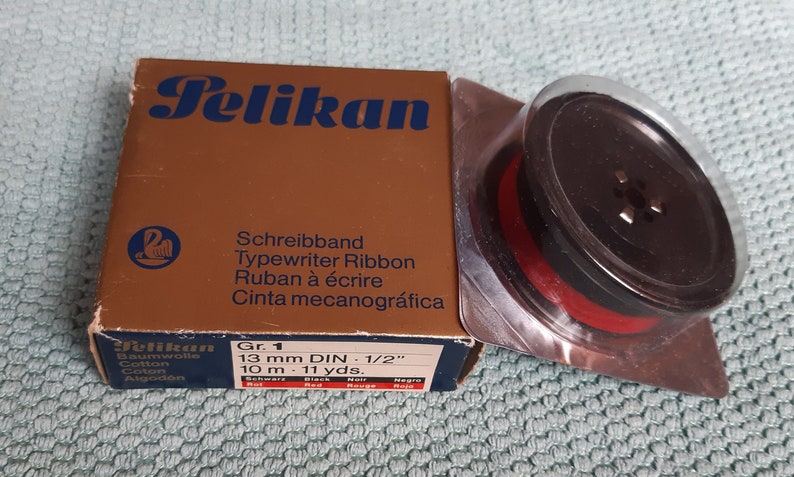 Pelikan
Schreibband
Typewriter Ribbon
Ruban à écrire
Cinta mecanográfica
Pelikan
Baumwolle
Cotton
Coton
Algodón
Gr. 1
13 mm DIN · 1/2"
10 m · 11 yds.
Schwarz Black Noir Negro
Rot Red Rouge Rojo